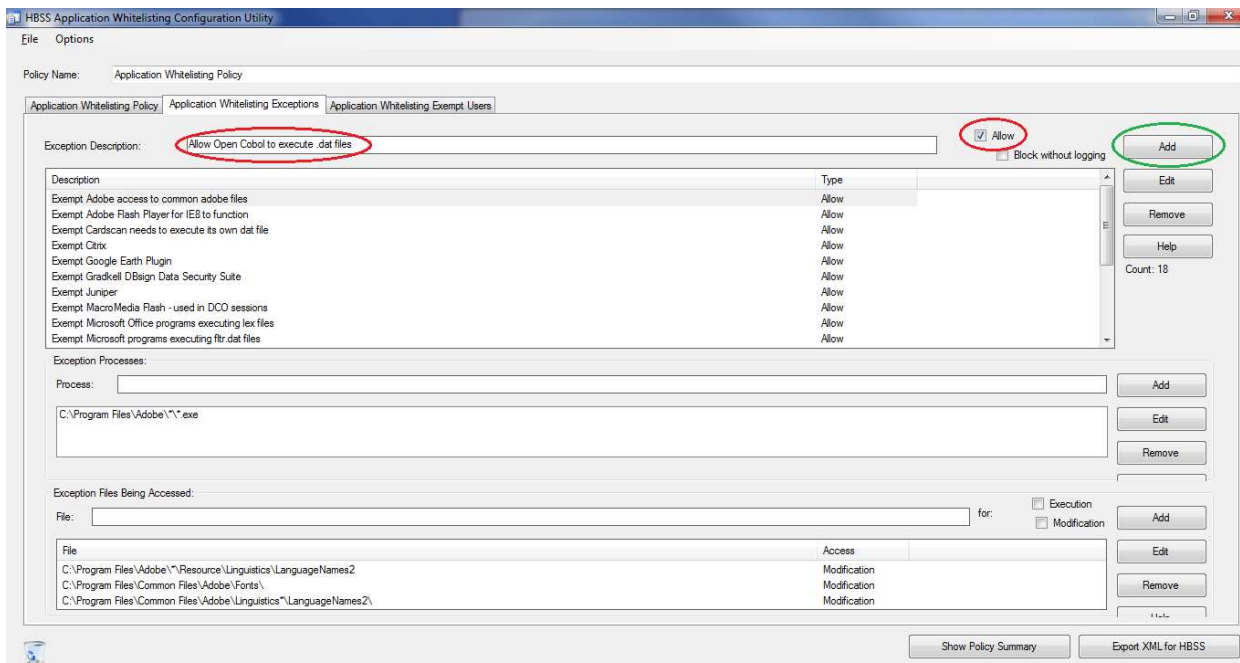 HBSS Application Whitelisting Configuration Utility
File Options
Policy Name: Application Whitelisting Policy
Application Whitelisting Policy Application Whitelisting Exceptions Application Whitelisting Exempt Users
Exception Description: Allow Open Cobol to execute .dat files Allow Add
Block without logging
Description Type Edit
Exempt Adobe access to common adobe files Allow
Exempt Adobe Flash Player for IE8 to function Allow Remove
Exempt Cardscan needs to execute its own dat file Allow
Exempt Citrix Allow Help
Exempt Google Earth Plugin Allow
Exempt Gradkell DBsign Data Security Suite Allow Count: 18
Exempt Juniper Allow
Exempt MacroMedia Flash - used in DCO sessions Allow
Exempt Microsoft Office programs executing lex files Allow
Exempt Microsoft programs executing fltr.dat files Allow
Exception Processes:
Process: Add
C:\Program Files\Adobe\*\*.exe Edit
Remove
Exception Files Being Accessed:
File: for: Execution Add
Modification
File Access Edit
C:\Program Files\Adobe\*\Resource\Linguistics\LanguageNames2 Modification
C:\Program Files\Common Files\Adobe\Fonts\ Modification Remove
C:\Program Files\Common Files\Adobe\Linguistics*\LanguageNames2\ Modification
Show Policy Summary Export XML for HBSS